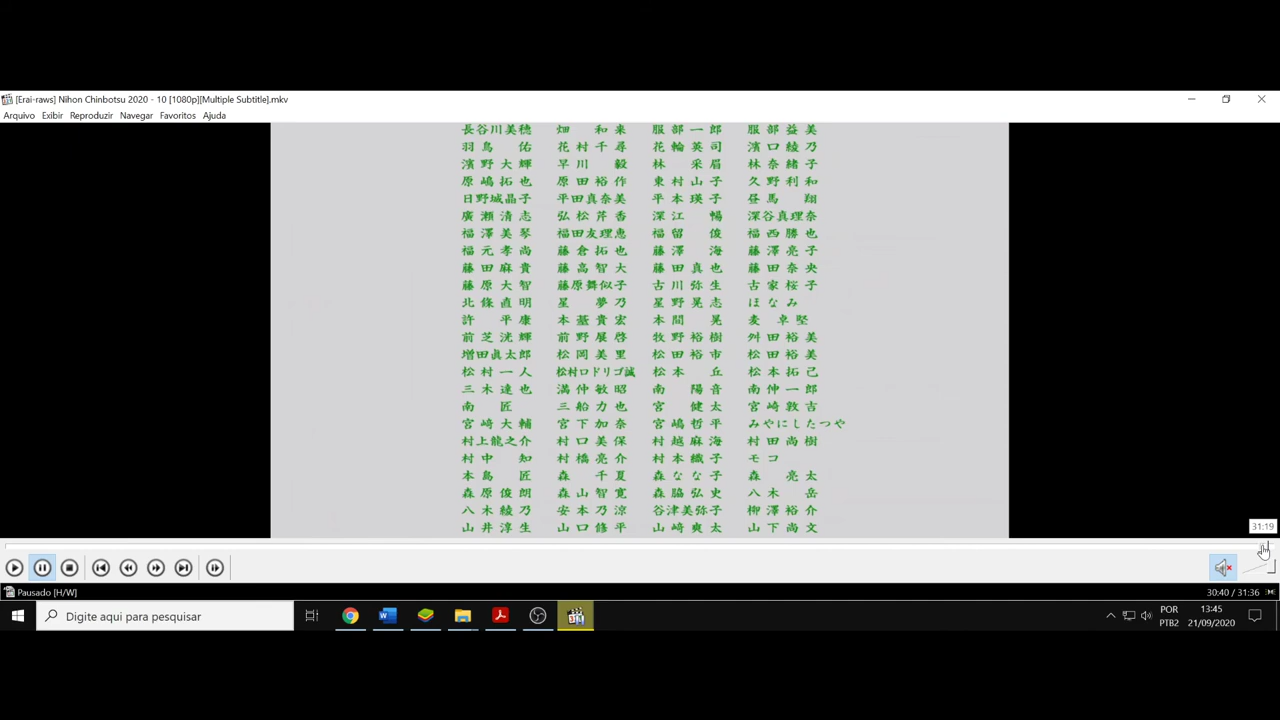 [Erai-raws] Nihon Chinbotsu 2020 - 10 [1080p][Multiple Subtitle].mkv
Arquivo Exibir Reproduzir Navegar Favoritos Ajuda
長谷川美穂 畑 和来 服部一郎 服部益美
羽鳥 佑 花村千尋 花輪英司 濱口綾乃
濱野大輝 早川 毅 林 采眉 林奈緒子
原嶋拓也 原田裕作 東村山子 久野利和
日野城晶子 平田真奈美 平本瑛子 昼馬 翔
廣瀬清志 弘松芹香 深江 暢 深谷真理奈
福澤美琴 福田友理恵 福留 俊 福西勝也
福元孝尚 藤倉拓也 藤澤 海 藤澤亮子
藤田麻貴 藤高智大 藤田真也 藤田奈央
藤原大智 藤原舞似子 古川弥生 古家桜子
北條直明 星 夢乃 星野晃志 ほなみ
許 平康 本墓貴宏 本間 晃 麦 卓堅
前芝洸輝 前野展啓 牧野裕樹 舛田裕美
増田眞太郎 松岡美里 松田裕市 松田裕美
松村一人 松村ロドリゴ誠 松本 丘 松本拓己
三木達也 満仲敏昭 南 陽音 南仲一郎
南 匠 三船力也 宮 健太 宮崎敦吉
宮﨑大輔 宮下加奈 宮嶋哲平 みやにしたつや
村上龍之介 村口美保 村越麻海 村田尚樹
村中 知 村橋亮介 村本織子 モコ
本島 匠 森 千夏 森なな子 森 亮太
森原俊朗 森山智寛 森脇弘史 八木 岳
八木綾乃 安本乃涼 谷津美弥子 柳澤裕介
山井淳生 山口修平 山﨑爽太 山下尚文
31:19
Pausado [H/W]
30:40 / 31:36
Digite aqui para pesquisar
POR
PTB2
13:45
21/09/2020